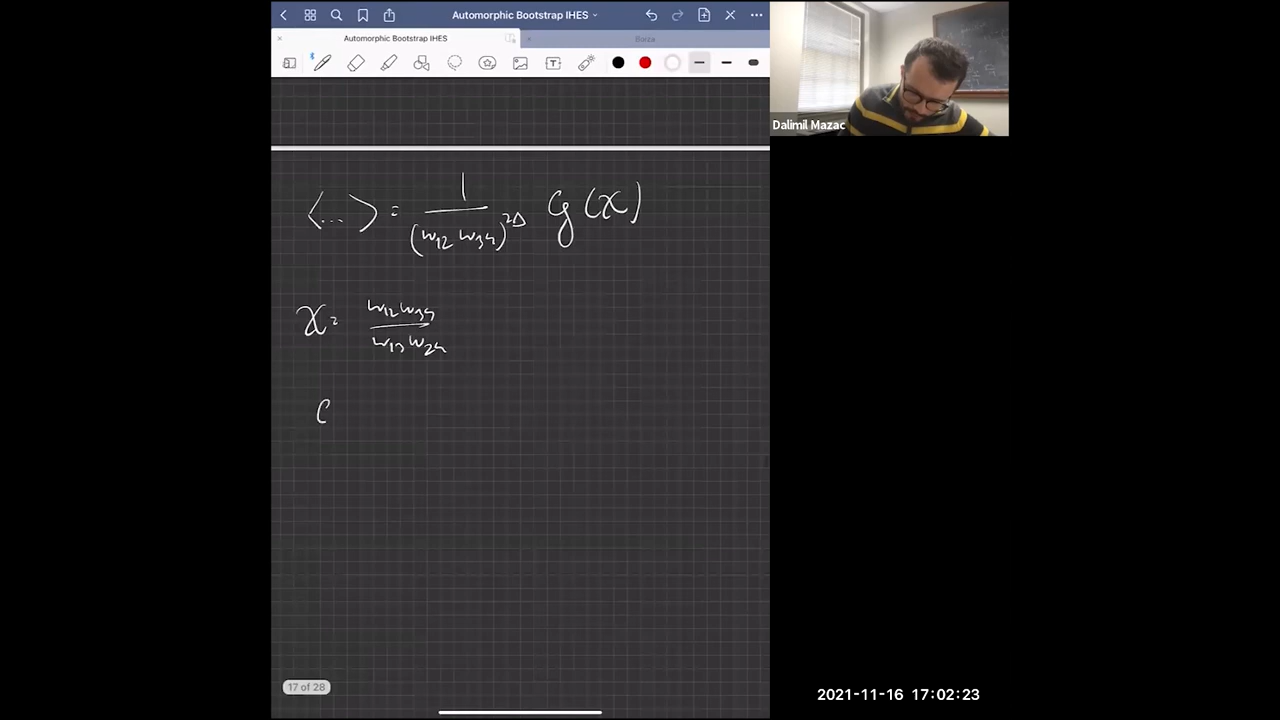 Automorphic Bootstrap IHES
Automorphic Bootstrap IHES
Dalimil Mazac
⟨...⟩ = 1 / (w₁₂ w₃₄)^{2Δ} G(χ)
χ = w₁₂ w₃₄ / w₁₃ w₂₄
17 of 28
2021-11-16 17:02:23